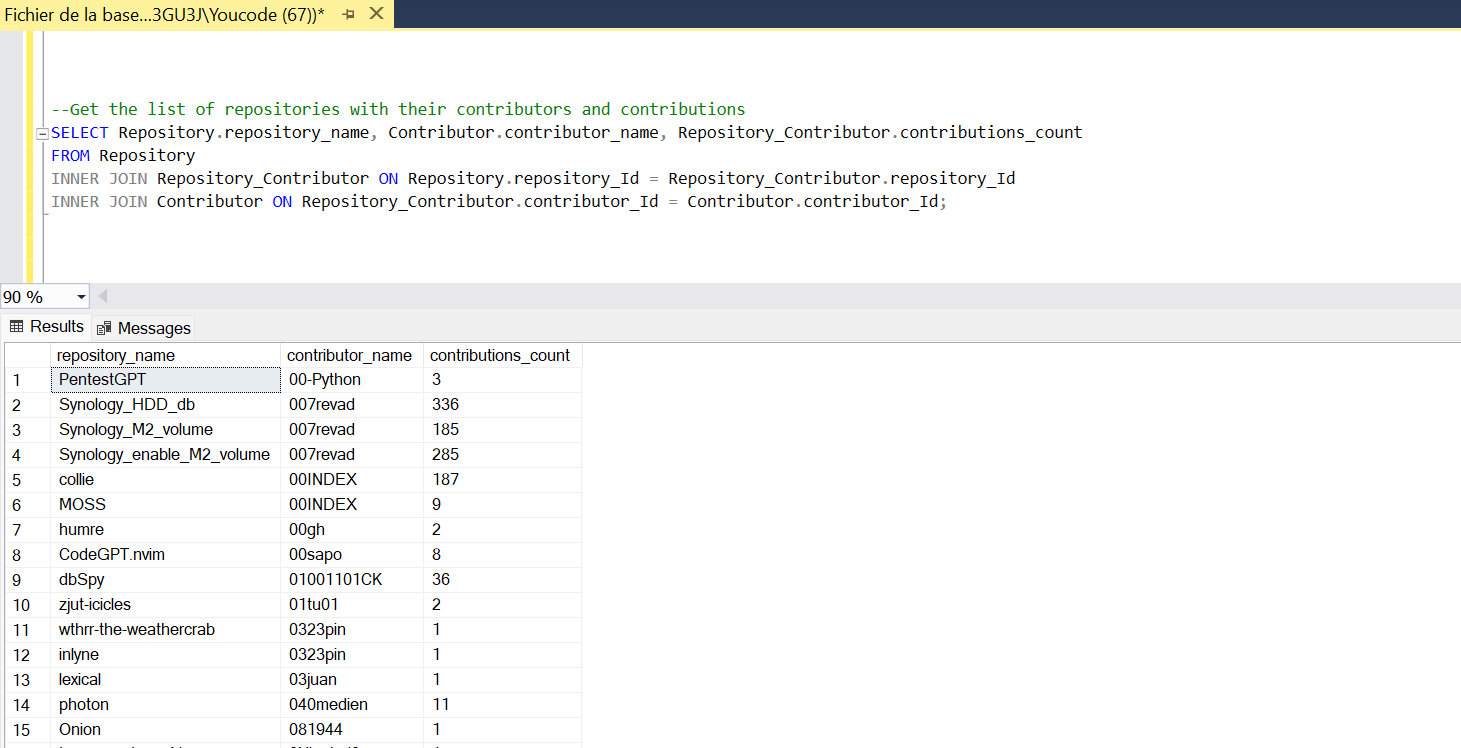 Fichier de la base...3GU3J\Youcode (67))*
--Get the list of repositories with their contributors and contributions
SELECT Repository.repository_name, Contributor.contributor_name, Repository_Contributor.contributions_count
FROM Repository
INNER JOIN Repository_Contributor ON Repository.repository_Id = Repository_Contributor.repository_Id
INNER JOIN Contributor ON Repository_Contributor.contributor_Id = Contributor.contributor_Id;
90 %
Results Messages
repository_name contributor_name contributions_count
1 PentestGPT 00-Python 3
2 Synology_HDD_db 007revad 336
3 Synology_M2_volume 007revad 185
4 Synology_enable_M2_volume 007revad 285
5 collie 00INDEX 187
6 MOSS 00INDEX 9
7 humre 00gh 2
8 CodeGPT.nvim 00sapo 8
9 dbSpy 01001101CK 36
10 zjut-icicles 01tu01 2
11 wthrr-the-weathercrab 0323pin 1
12 inlyne 0323pin 1
13 lexical 03juan 1
14 photon 040medien 11
15 Onion 081944 1